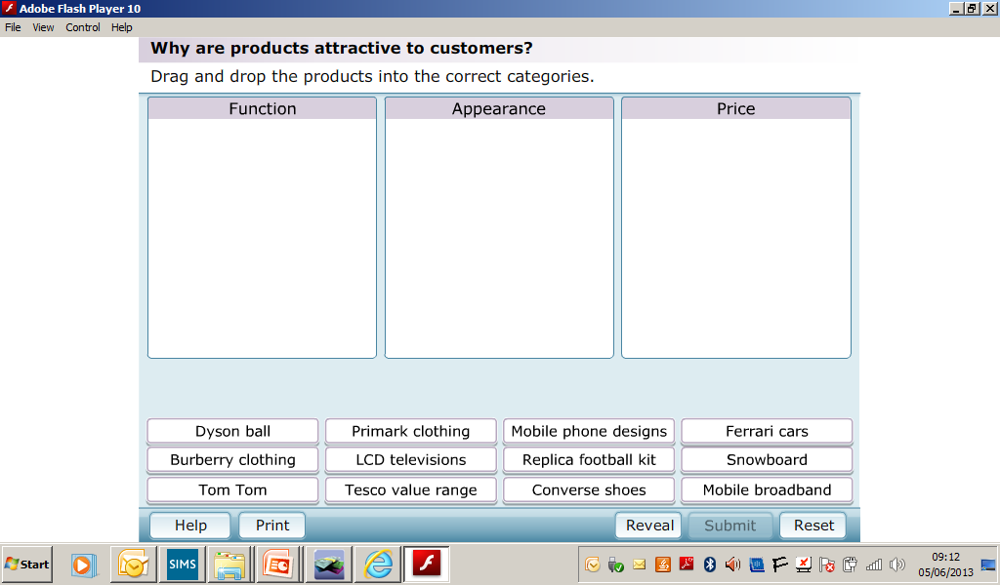 Adobe Flash Player 10
File View Control Help
Why are products attractive to customers?
Drag and drop the products into the correct categories.
Function Appearance Price
Dyson ball Primark clothing Mobile phone designs Ferrari cars
Burberry clothing LCD televisions Replica football kit Snowboard
Tom Tom Tesco value range Converse shoes Mobile broadband
Help Print Reveal Submit Reset
Start SIMS 09:12
05/06/2013